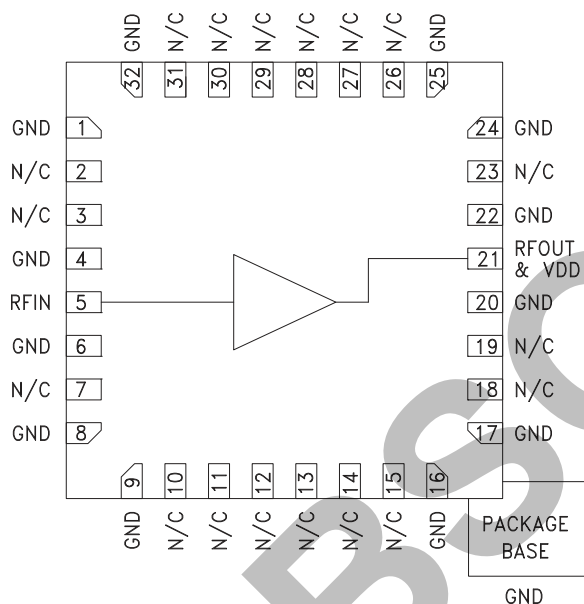 GND N/C N/C N/C N/C N/C N/C GND
32 31 30 29 28 27 26 25
GND 1
N/C 2
N/C 3
GND 4
RFIN 5
GND 6
N/C 7
GND 8
24 GND
23 N/C
22 GND
21 RFOUT
& VDD
20 GND
19 N/C
18 N/C
17 GND
9 10 11 12 13 14 15 16
GND N/C N/C N/C N/C N/C N/C GND
PACKAGE
BASE
GND
BSO